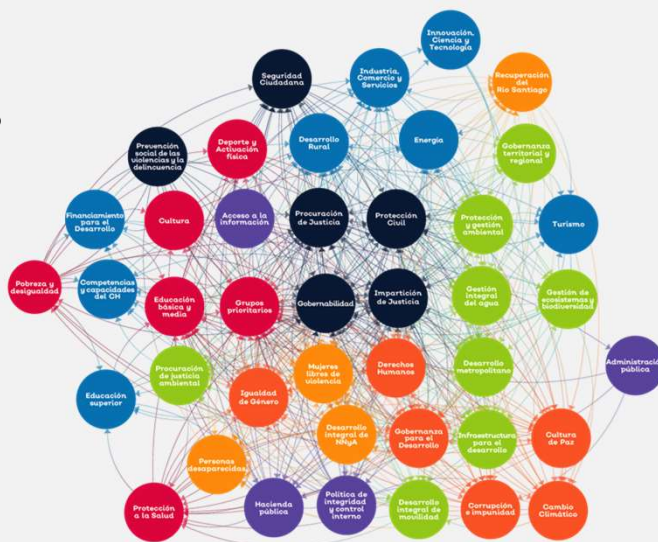 Innovación,
Ciencia y
Tecnología
Seguridad
Ciudadana
Industria,
Comercio y
Servicios
Recuperación
del
Río Santiago
Prevención
social de las
violencias y la
delincuencia
Deporte y
Activación
física
Desarrollo
Rural
Energía
Gobernanza
territorial y
regional
Financiamiento
para el
Desarrollo
Cultura
Acceso a la
información
Procuración
de Justicia
Protección
Civil
Protección
y gestión
ambiental
Turismo
Pobreza y
desigualdad
Competencias
y capacidades
del CH
Educación
básica y
media
Grupos
prioritarios
Gobernabilidad
Impartición
de Justicia
Gestión
integral
del agua
Gestión de
ecosistemas y
biodiversidad
Educación
superior
Procuración
de justicia
ambiental
Igualdad
de Género
Mujeres
libres de
violencia
Derechos
Humanos
Desarrollo
metropolitano
Administración
pública
Personas
desaparecidas
Desarrollo
integral de
NNyA
Gobernanza
para el
Desarrollo
Infraestructura
para el
desarrollo
Cultura
de Paz
Protección
a la Salud
Hacienda
pública
Política de
integridad
y control
interno
Desarrollo
integral de
movilidad
Corrupción
e impunidad
Cambio
Climático